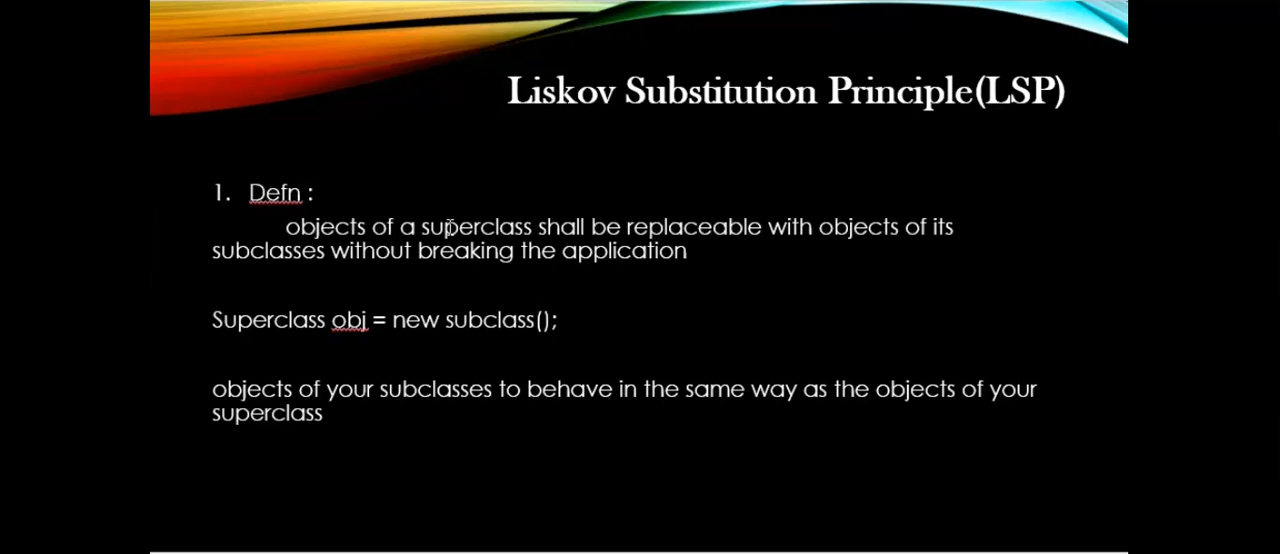 Liskov Substitution Principle(LSP)
1. Defn :
objects of a superclass shall be replaceable with objects of its
subclasses without breaking the application
Superclass obj = new subclass();
objects of your subclasses to behave in the same way as the objects of your
superclass